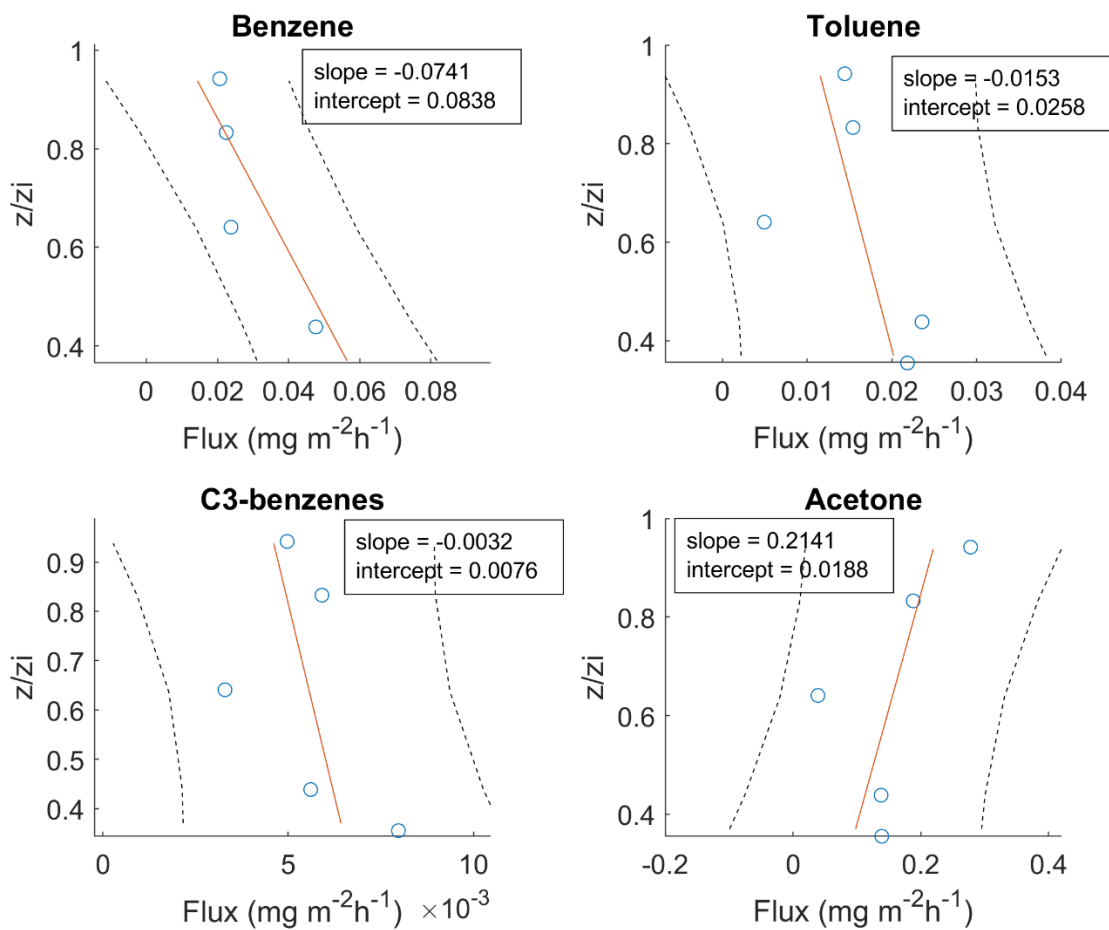 Benzene
slope = -0.0741
intercept = 0.0838
1
0.8
0.6
0.4
z/zi
0 0.02 0.04 0.06 0.08
Flux (mg m⁻²h⁻¹)
Toluene
slope = -0.0153
intercept = 0.0258
1
0.8
0.6
0.4
z/zi
0 0.01 0.02 0.03 0.04
Flux (mg m⁻²h⁻¹)
C3-benzenes
slope = -0.0032
intercept = 0.0076
0.9
0.8
0.7
0.6
0.5
0.4
z/zi
0 5 10
Flux (mg m⁻²h⁻¹) ×10⁻³
Acetone
slope = 0.2141
intercept = 0.0188
1
0.8
0.6
0.4
z/zi
-0.2 0 0.2 0.4
Flux (mg m⁻²h⁻¹)